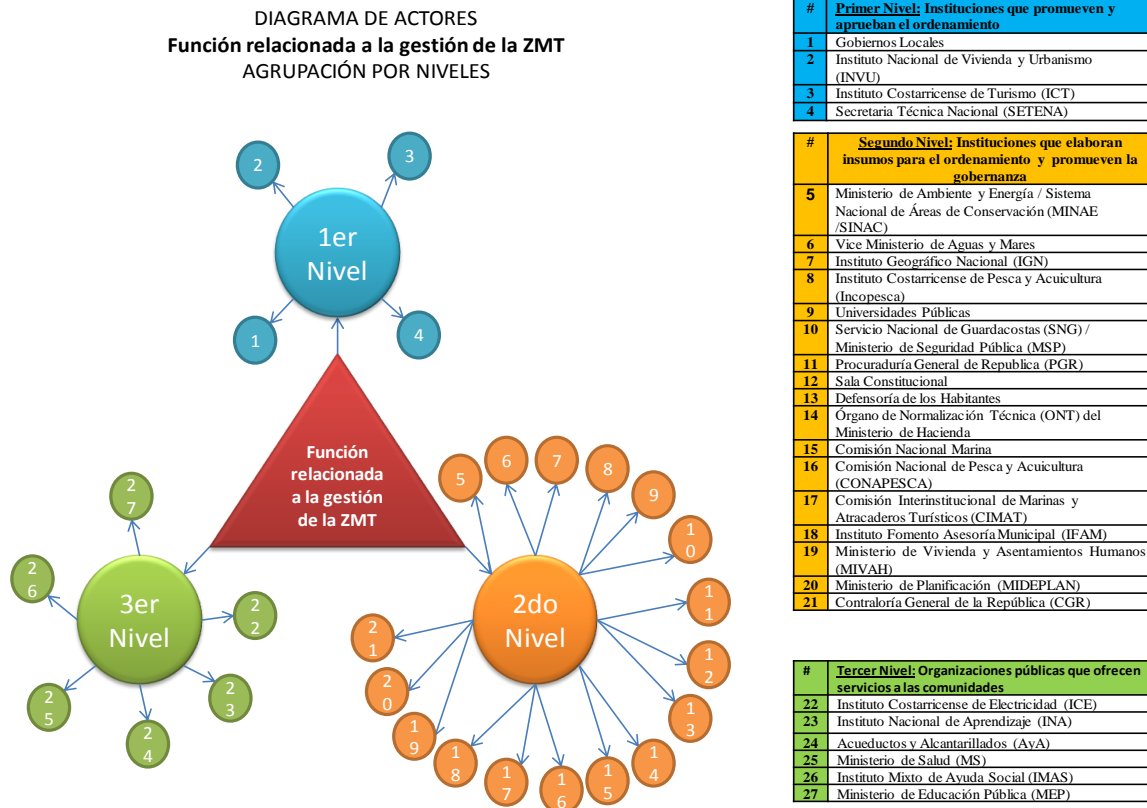 DIAGRAMA DE ACTORES
Función relacionada a la gestión de la ZMT
AGRUPACIÓN POR NIVELES
2
3
1er
Nivel
1
4
Función
relacionada
a la gestión
de la ZMT
2
7
2
6
3er
Nivel
2
2
2
5
2
3
2
4
5
6
7
8
9
1
0
2do
Nivel
1
1
1
2
1
3
1
4
1
5
1
6
1
7
1
8
1
9
2
0
2
1
# Primer Nivel: Instituciones que promueven y
aprueban el ordenamiento
1 Gobiernos Locales
2 Instituto Nacional de Vivienda y Urbanismo
(INVU)
3 Instituto Costarricense de Turismo (ICT)
4 Secretaria Técnica Nacional (SETENA)
# Segundo Nivel: Instituciones que elaboran
insumos para el ordenamiento y promueven la
gobernanza
5 Ministerio de Ambiente y Energía / Sistema
Nacional de Áreas de Conservación (MINAE
/SINAC)
6 Vice Ministerio de Aguas y Mares
7 Instituto Geográfico Nacional (IGN)
8 Instituto Costarricense de Pesca y Acuicultura
(Incopesca)
9 Universidades Públicas
10 Servicio Nacional de Guardacostas (SNG) /
Ministerio de Seguridad Pública (MSP)
11 Procuraduría General de Republica (PGR)
12 Sala Constitucional
13 Defensoría de los Habitantes
14 Órgano de Normalización Técnica (ONT) del
Ministerio de Hacienda
15 Comisión Nacional Marina
16 Comisión Nacional de Pesca y Acuicultura
(CONAPESCA)
17 Comisión Interinstitucional de Marinas y
Atracaderos Turísticos (CIMAT)
18 Instituto Fomento Asesoría Municipal (IFAM)
19 Ministerio de Vivienda y Asentamientos Humanos
(MIVAH)
20 Ministerio de Planificación (MIDEPLAN)
21 Contraloría General de la República (CGR)
# Tercer Nivel: Organizaciones públicas que ofrecen
servicios a las comunidades
22 Instituto Costarricense de Electricidad (ICE)
23 Instituto Nacional de Aprendizaje (INA)
24 Acueductos y Alcantarillados (AyA)
25 Ministerio de Salud (MS)
26 Instituto Mixto de Ayuda Social (IMAS)
27 Ministerio de Educación Pública (MEP)